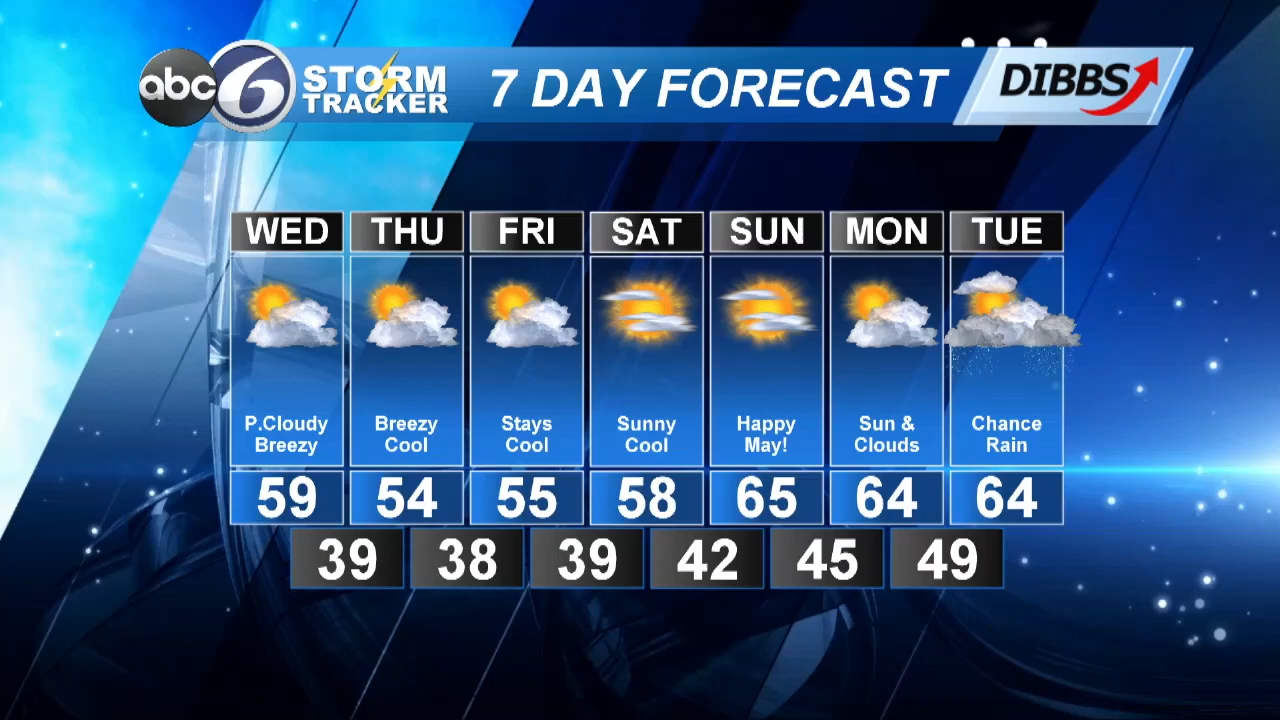 abc 6 STORM TRACKER 7 DAY FORECAST DIBBS
WED THU FRI SAT SUN MON TUE
P.Cloudy Breezy Stays Sunny Happy Sun & Chance
Breezy Cool Cool Cool May! Clouds Rain
59 54 55 58 65 64 64
39 38 39 42 45 49